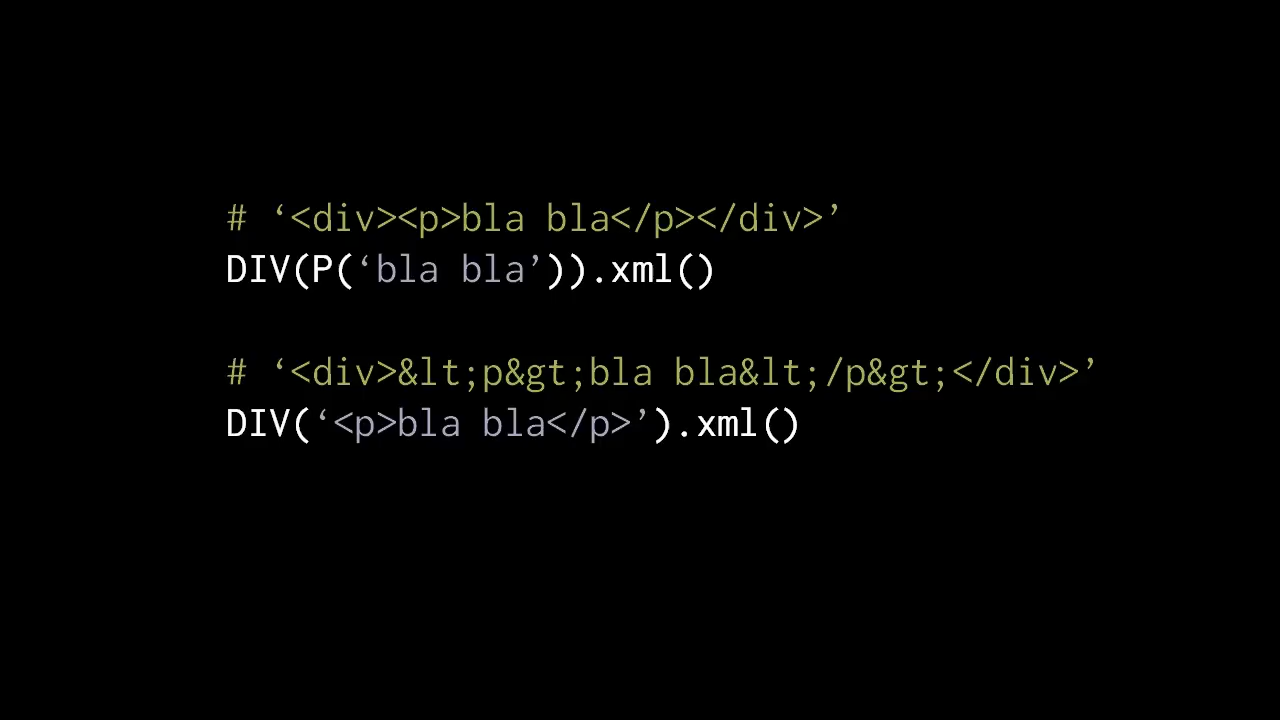 # ‘<div><p>bla bla</p></div>’
DIV(P(‘bla bla’)).xml()
# ‘<div>&lt;p&gt;bla bla&lt;/p&gt;</div>’
DIV(‘<p>bla bla</p>’).xml()